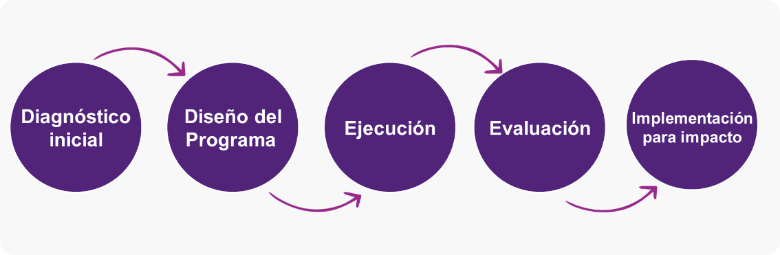 Diagnóstico
inicial
Diseño del
Programa
Ejecución
Evaluación
Implementación
para impacto